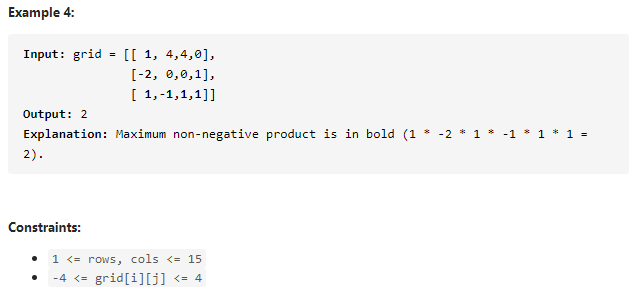 Example 4:
Input: grid = [[ 1, 4,4,0],
[-2, 0,0,1],
[ 1,-1,1,1]]
Output: 2
Explanation: Maximum non-negative product is in bold (1 * -2 * 1 * -1 * 1 * 1 =
2).
Constraints:
• 1 <= rows, cols <= 15
• -4 <= grid[i][j] <= 4